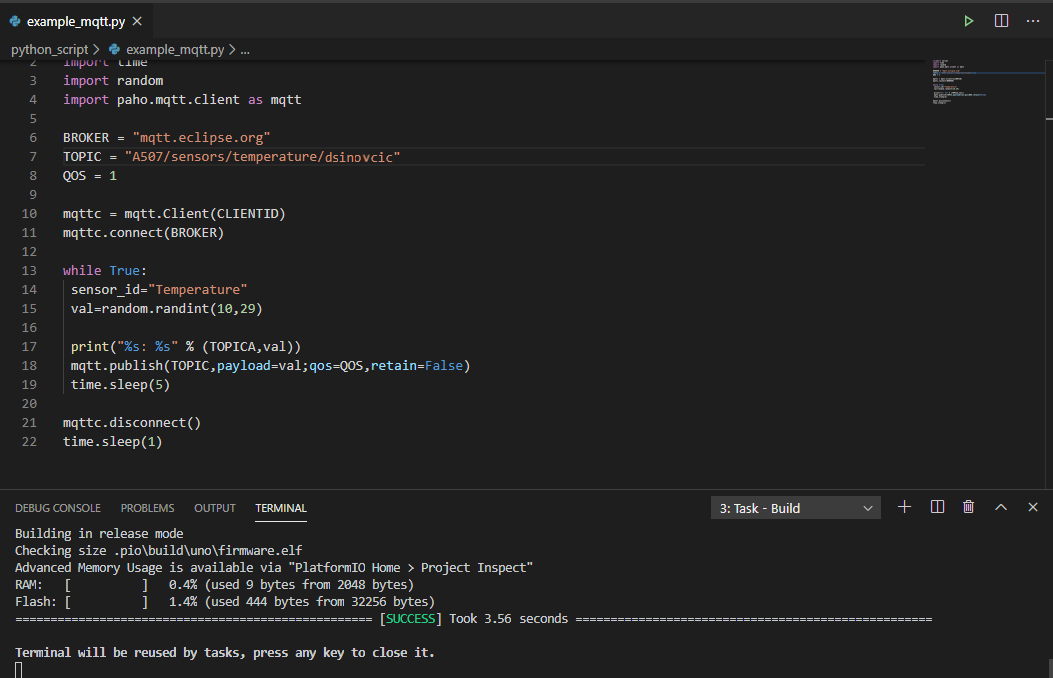 example_mqtt.py
python_script > example_mqtt.py > ...
2 import time
3 import random
4 import paho.mqtt.client as mqtt
5
6 BROKER = "mqtt.eclipse.org"
7 TOPIC = "A507/sensors/temperature/dsinovcic"
8 QOS = 1
9
10 mqttc = mqtt.Client(CLIENTID)
11 mqttc.connect(BROKER)
12
13 while True:
14 sensor_id="Temperature"
15 val=random.randint(10,29)
16
17 print("%s: %s" % (TOPICA,val))
18 mqtt.publish(TOPIC,payload=val;qos=QOS,retain=False)
19 time.sleep(5)
20
21 mqttc.disconnect()
22 time.sleep(1)
DEBUG CONSOLE PROBLEMS OUTPUT TERMINAL 3: Task - Build
Building in release mode
Checking size .pio\build\uno\firmware.elf
Advanced Memory Usage is available via "PlatformIO Home > Project Inspect"
RAM: [          ] 0.4% (used 9 bytes from 2048 bytes)
Flash: [          ] 1.4% (used 444 bytes from 32256 bytes)
=================================================== [SUCCESS] Took 3.56 seconds ===================================================
Terminal will be reused by tasks, press any key to close it.